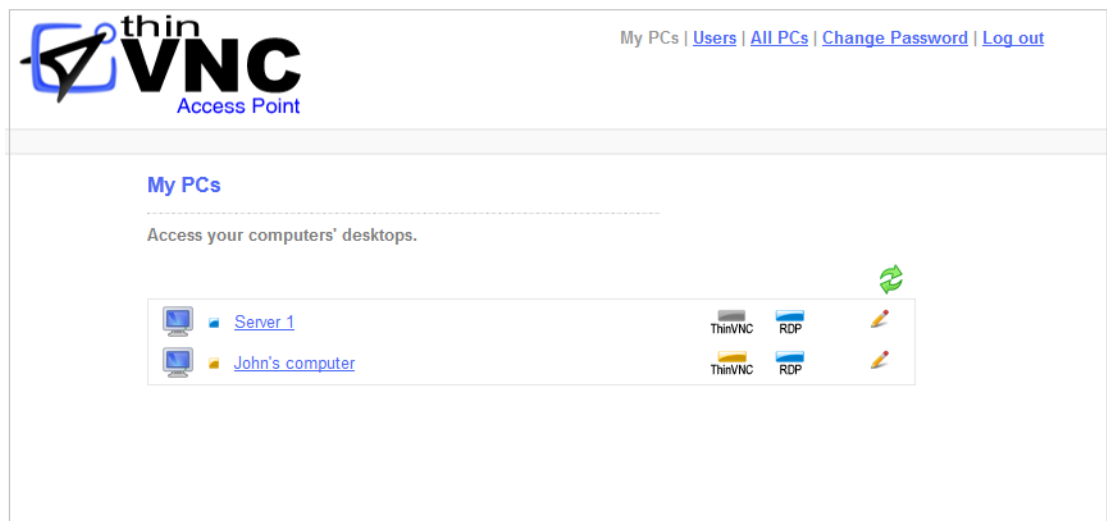 thin
VNC
Access Point
My PCs | Users | All PCs | Change Password | Log out
My PCs
Access your computers' desktops.
Server 1 ThinVNC RDP
John's computer ThinVNC RDP